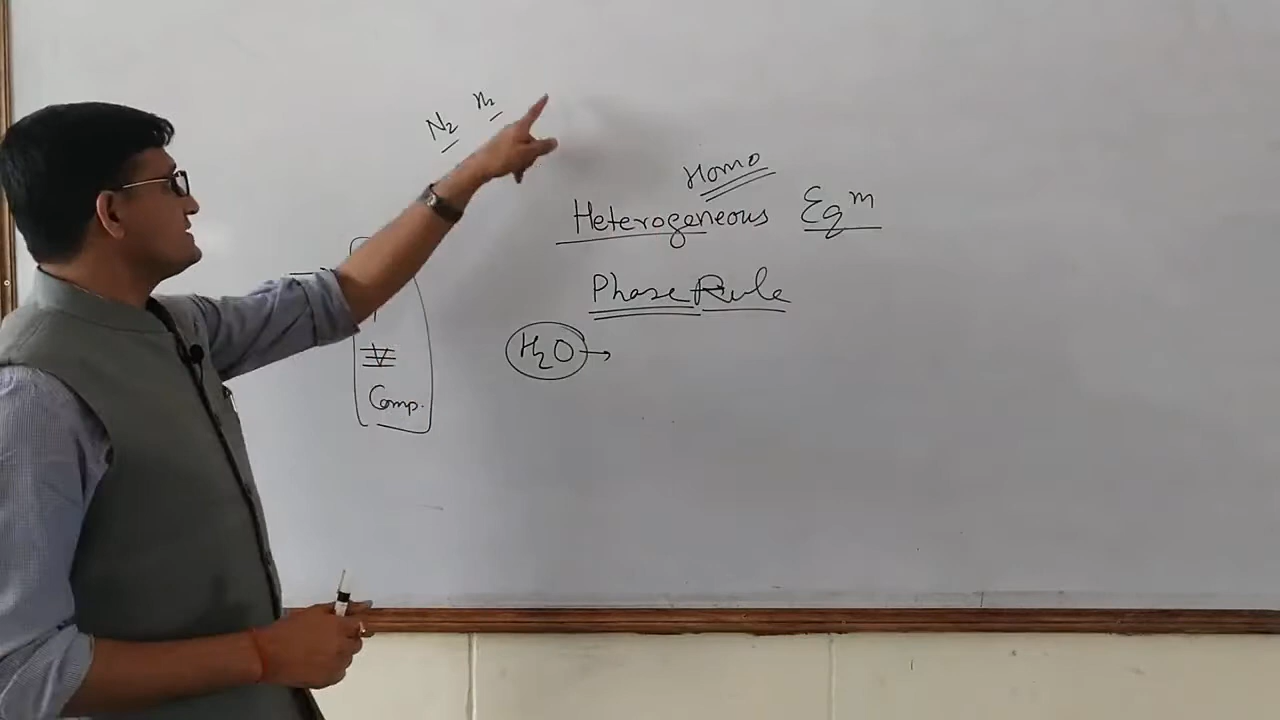 N₂ H₂
Homo
Heterogeneous Eqᵐ
Phase Rule
H₂O →
Comp.